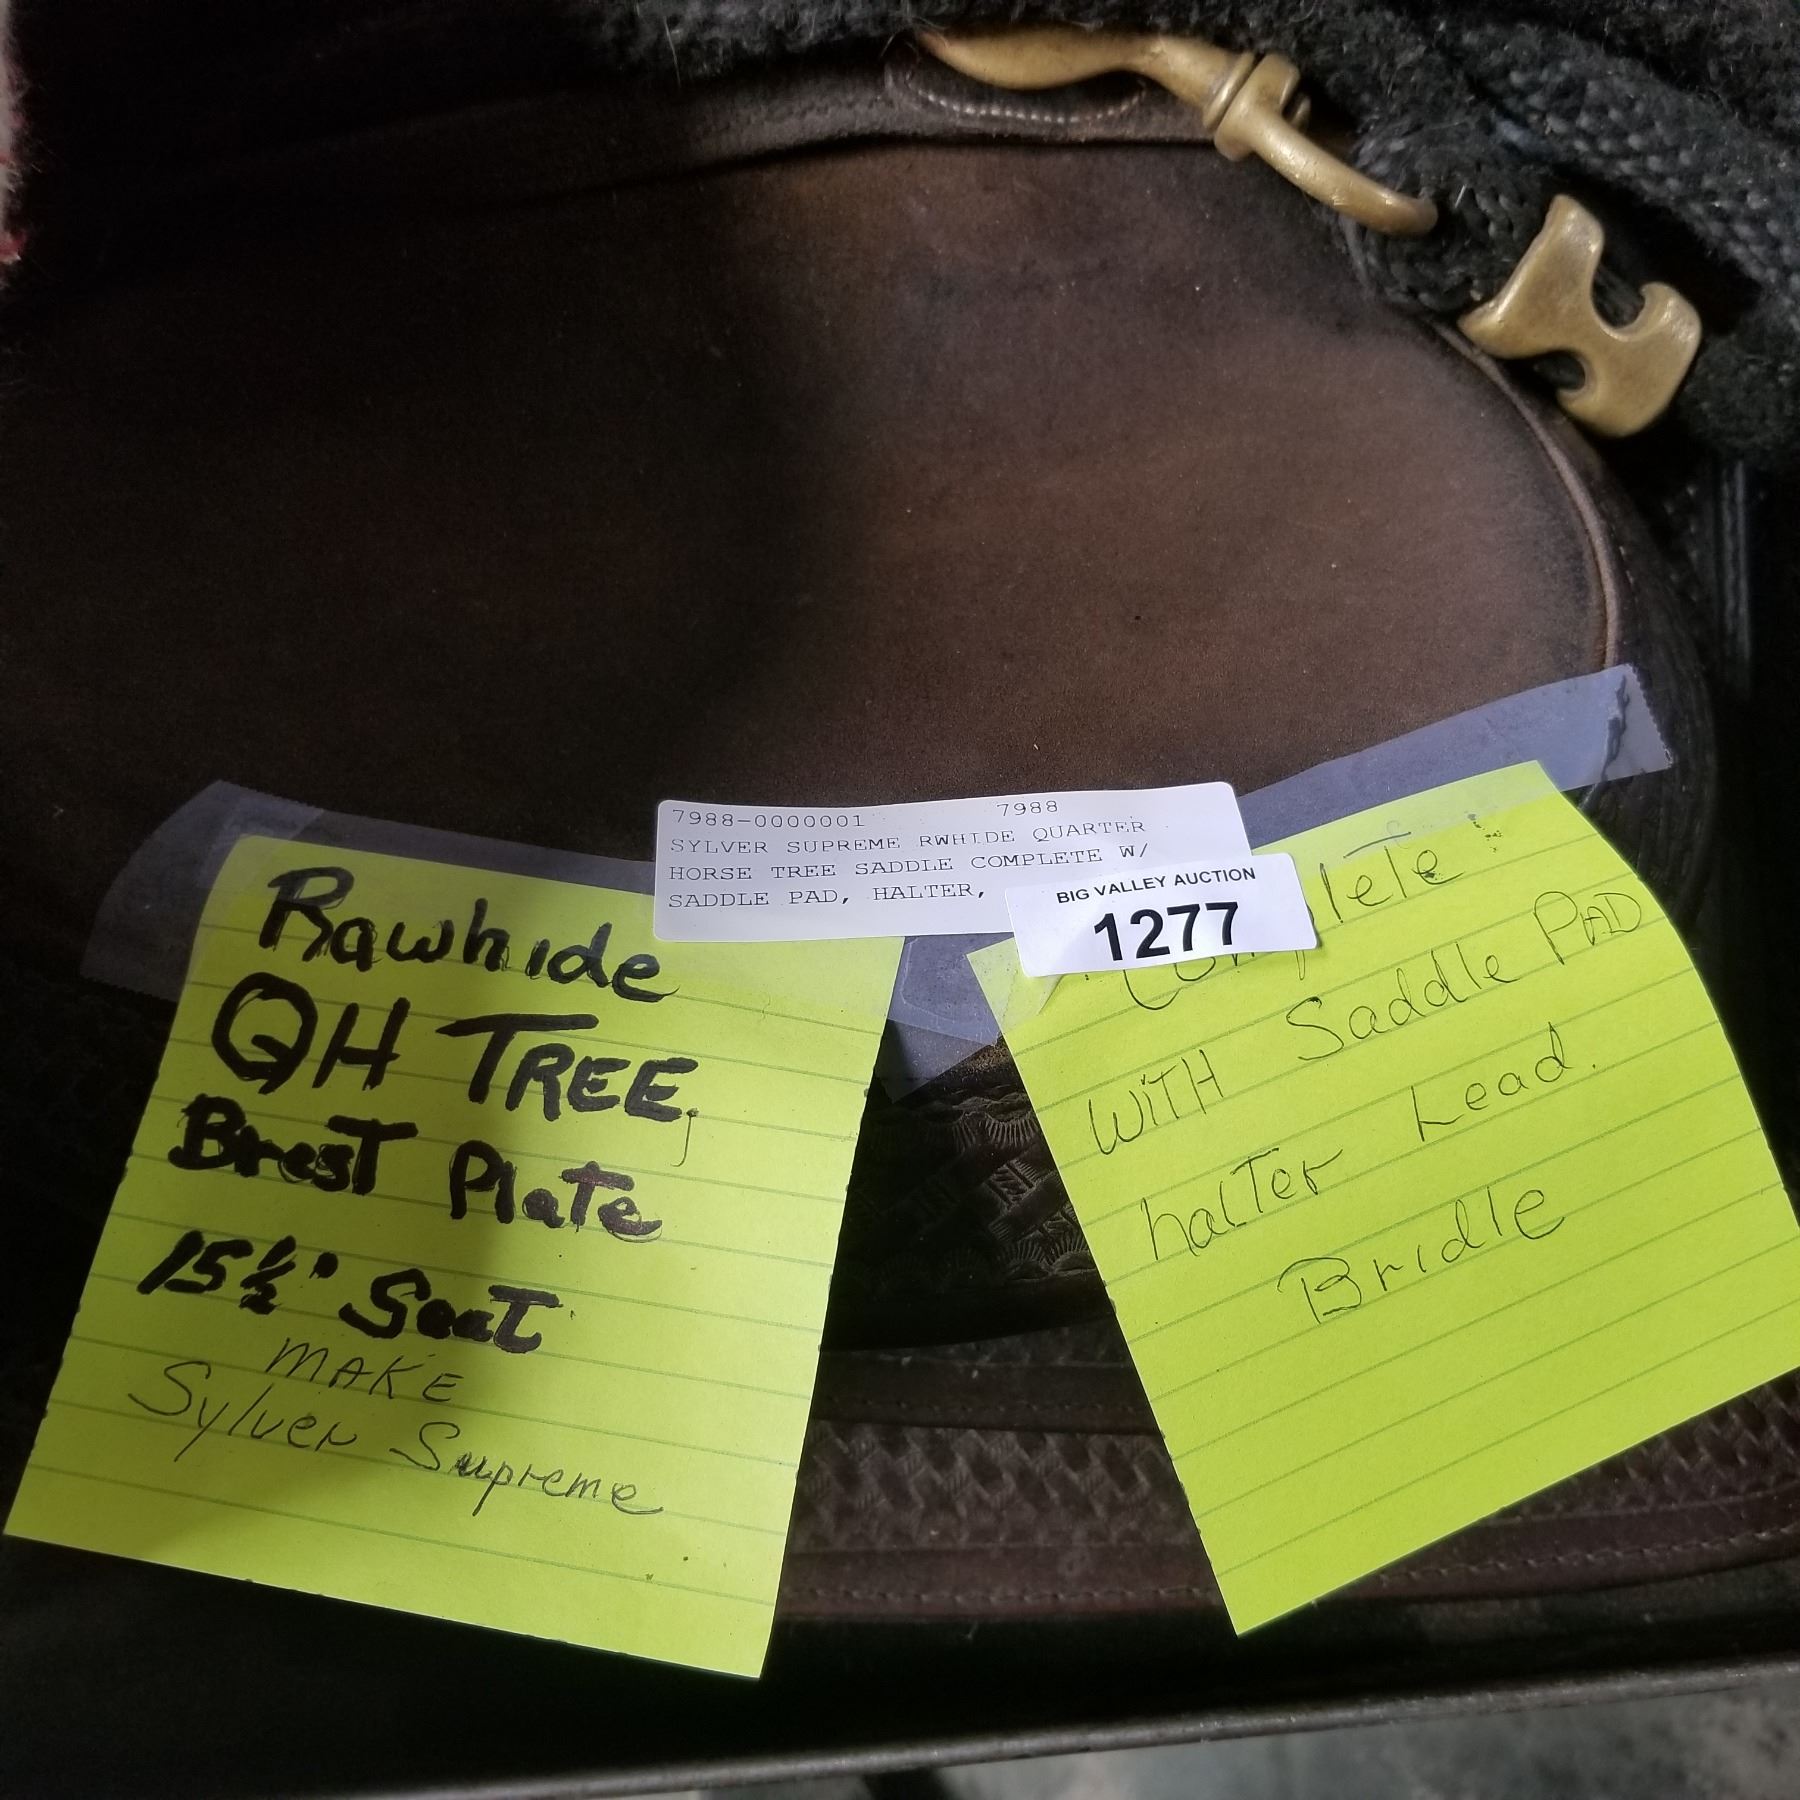 7988-0000001 7988
SYLVER SUPREME RWHIDE QUARTER
HORSE TREE SADDLE COMPLETE W/
SADDLE PAD, HALTER,
BIG VALLEY AUCTION
1277
Rawhide
QH TREE,
Brest Plate
15½" Seat
MAKE
Sylver Supreme
Complete
WITH Saddle PAD
halTer Lead.
Bridle